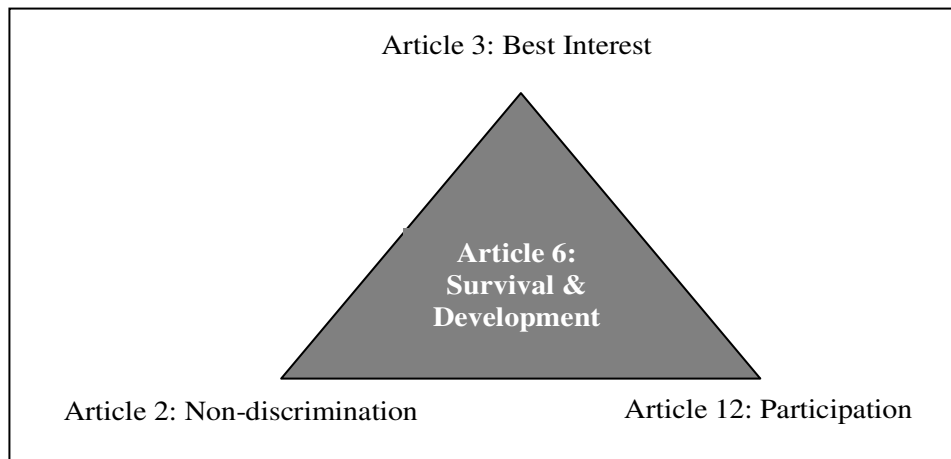 Article 3: Best Interest
Article 6:
Survival &
Development
Article 2: Non-discrimination
Article 12: Participation